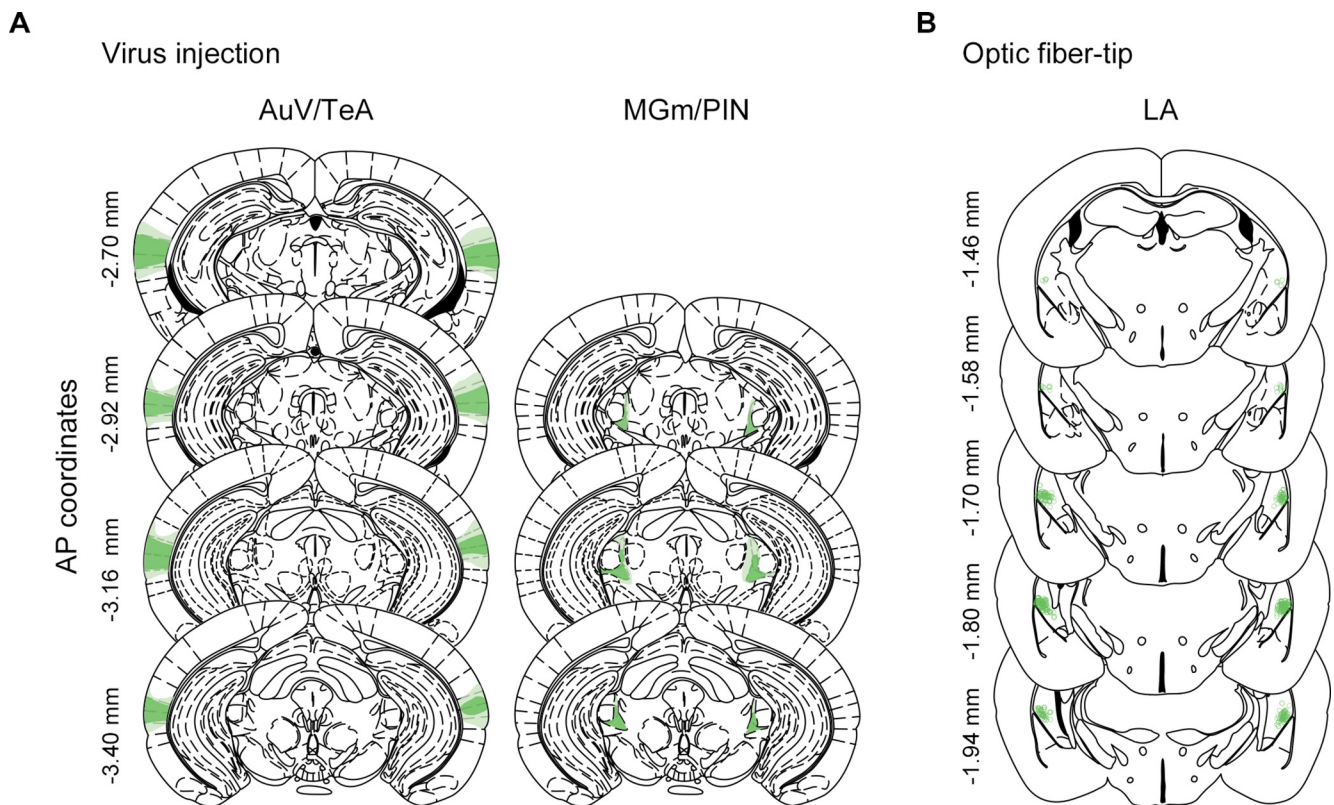 A
Virus injection
AuV/TeA
MGm/PIN
AP coordinates
-2.70 mm
-2.92 mm
-3.16 mm
-3.40 mm
B
Optic fiber-tip
LA
-1.46 mm
-1.58 mm
-1.70 mm
-1.80 mm
-1.94 mm